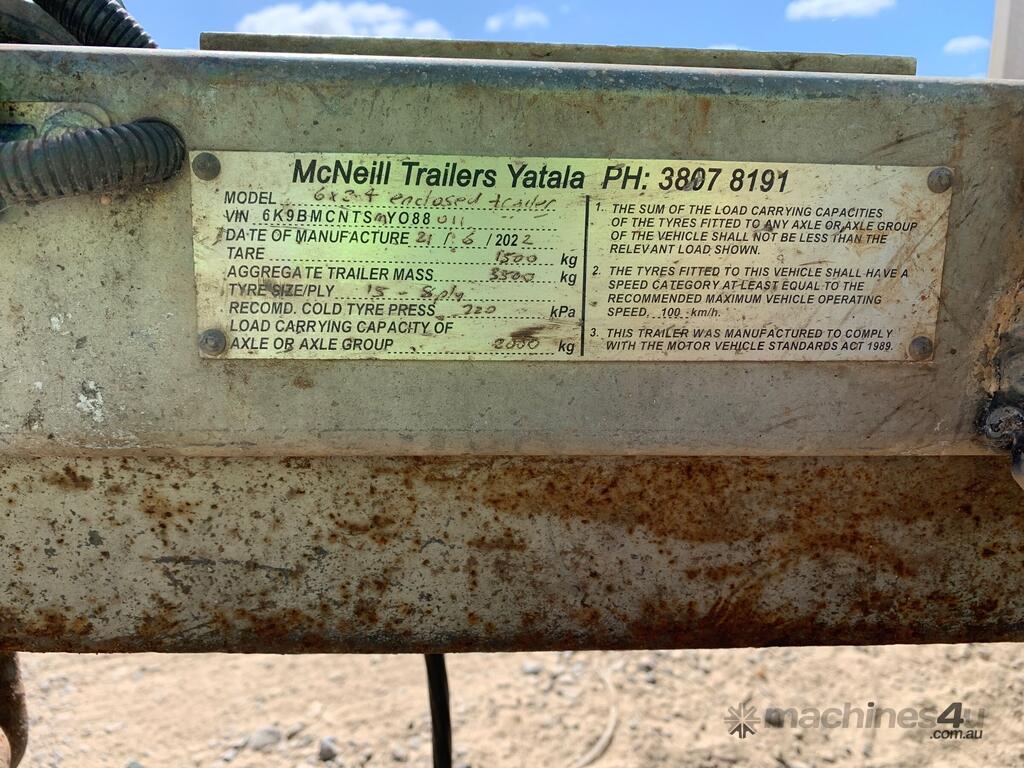 McNeill Trailers Yatala PH: 3807 8191
MODEL 6x2.4 enclosed trailer
VIN 6K9BMCNTS YO88011
DATE OF MANUFACTURE 21/6/2022
TARE 1500 kg
AGGREGATE TRAILER MASS 3500 kg
TYRE SIZE/PLY 15 - 8ply
RECOMD. COLD TYRE PRESS kPa
LOAD CARRYING CAPACITY OF
AXLE OR AXLE GROUP kg
1. THE SUM OF THE LOAD CARRYING CAPACITIES
OF THE TYRES FITTED TO ANY AXLE OR AXLE GROUP
OF THE VEHICLE SHALL NOT BE LESS THAN THE
RELEVANT LOAD SHOWN.
2. THE TYRES FITTED TO THIS VEHICLE SHALL HAVE A
SPEED CATEGORY AT LEAST EQUAL TO THE
RECOMMENDED MAXIMUM VEHICLE OPERATING
SPEED. 100 km/h.
3. THIS TRAILER WAS MANUFACTURED TO COMPLY
WITH THE MOTOR VEHICLE STANDARDS ACT 1989.
machines4u
.com.au